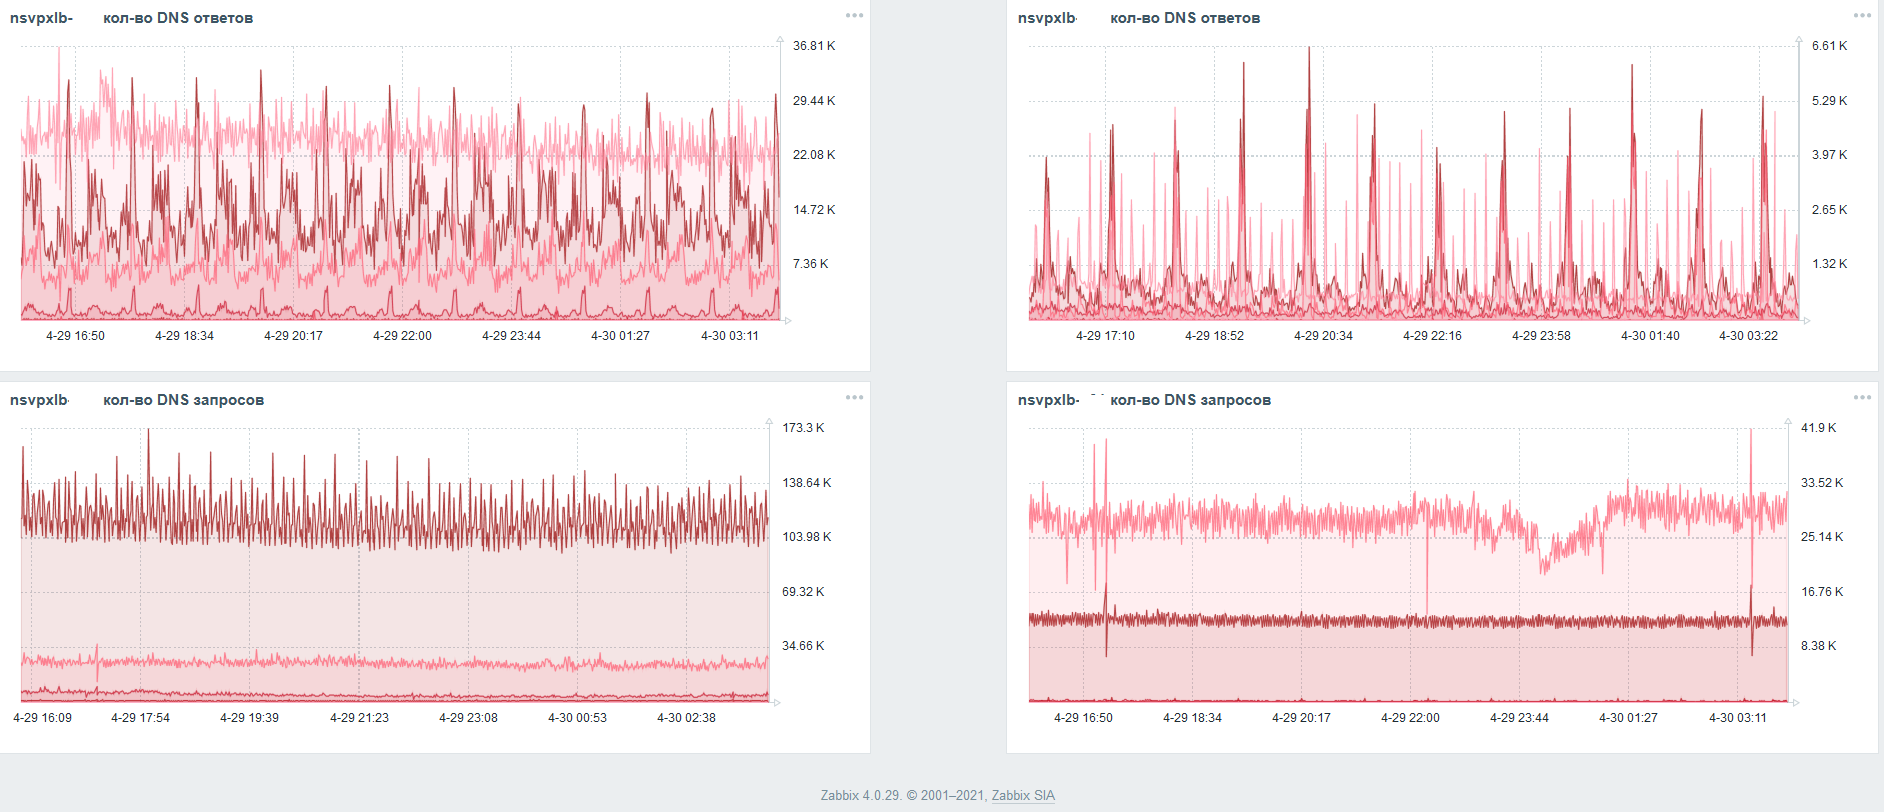 nsvpxlb- кол-во DNS ответов
36.81 K
29.44 K
22.08 K
14.72 K
7.36 K
4-29 16:50 4-29 18:34 4-29 20:17 4-29 22:00 4-29 23:44 4-30 01:27 4-30 03:11
nsvpxlb кол-во DNS ответов
6.61 K
5.29 K
3.97 K
2.65 K
1.32 K
4-29 17:10 4-29 18:52 4-29 20:34 4-29 22:16 4-29 23:58 4-30 01:40 4-30 03:22
nsvpxlb- кол-во DNS запросов
173.3 K
138.64 K
103.98 K
69.32 K
34.66 K
4-29 16:09 4-29 17:54 4-29 19:39 4-29 21:23 4-29 23:08 4-30 00:53 4-30 02:38
nsvpxlb- кол-во DNS запросов
41.9 K
33.52 K
25.14 K
16.76 K
8.38 K
4-29 16:50 4-29 18:34 4-29 20:17 4-29 22:00 4-29 23:44 4-30 01:27 4-30 03:11
Zabbix 4.0.29. © 2001–2021, Zabbix SIA